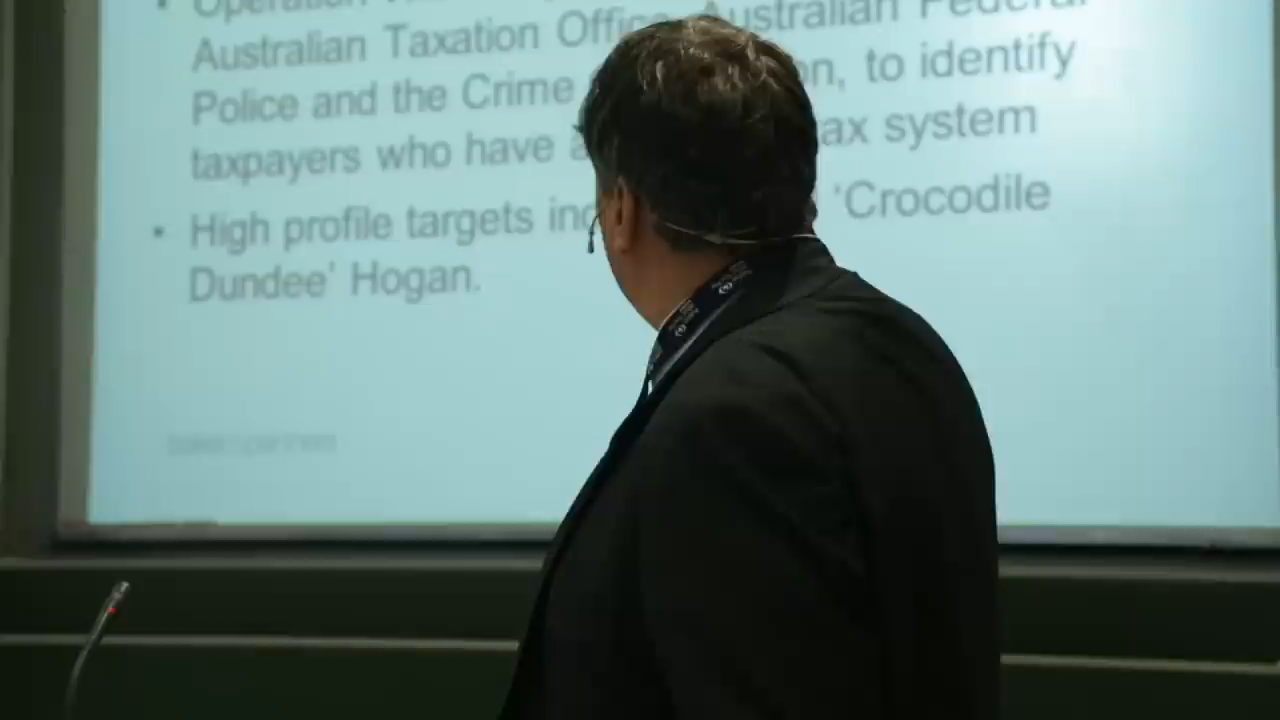 Operation
Australian Taxation Office, Australian Federal
Police and the Crime on, to identify
taxpayers who have a ax system
High profile targets inc 'Crocodile
Dundee' Hogan.